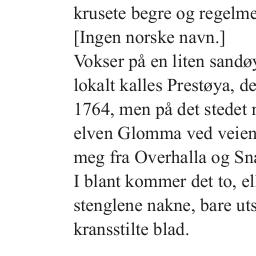 krusete begre og regelme
[Ingen norske navn.]
Vokser på en liten sandøy
lokalt kalles Prestøya, de
1764, men på det stedet
elven Glomma ved veien
meg fra Overhalla og Sna
I blant kommer det to, el
stenglene nakne, bare uts
kransstilte blad.